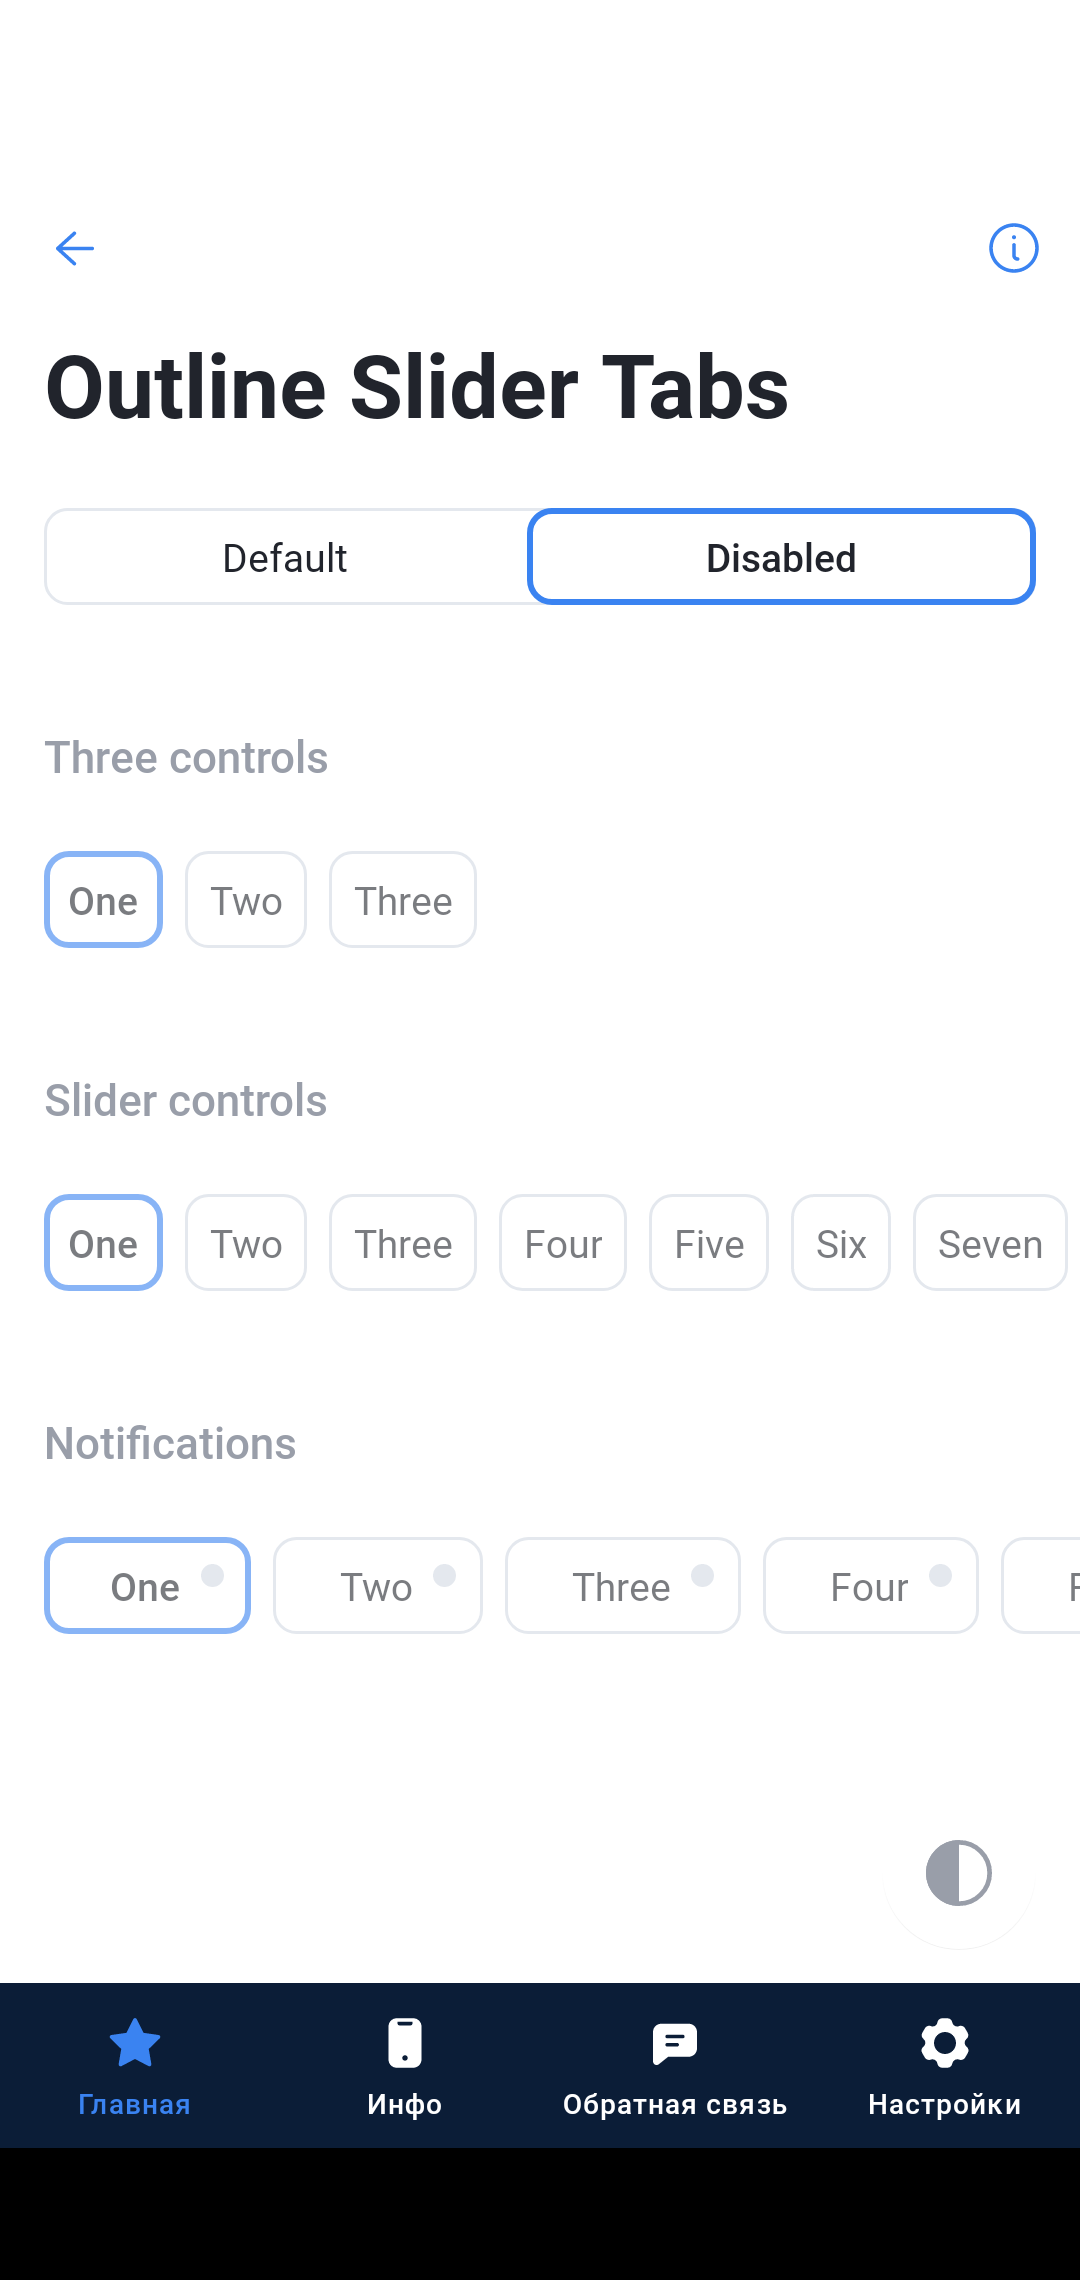 Outline Slider Tabs
Default Disabled
Three controls
One Two Three
Slider controls
One Two Three Four Five Six Seven
Notifications
One Two Three Four
Главная Инфо Обратная связь Настройки